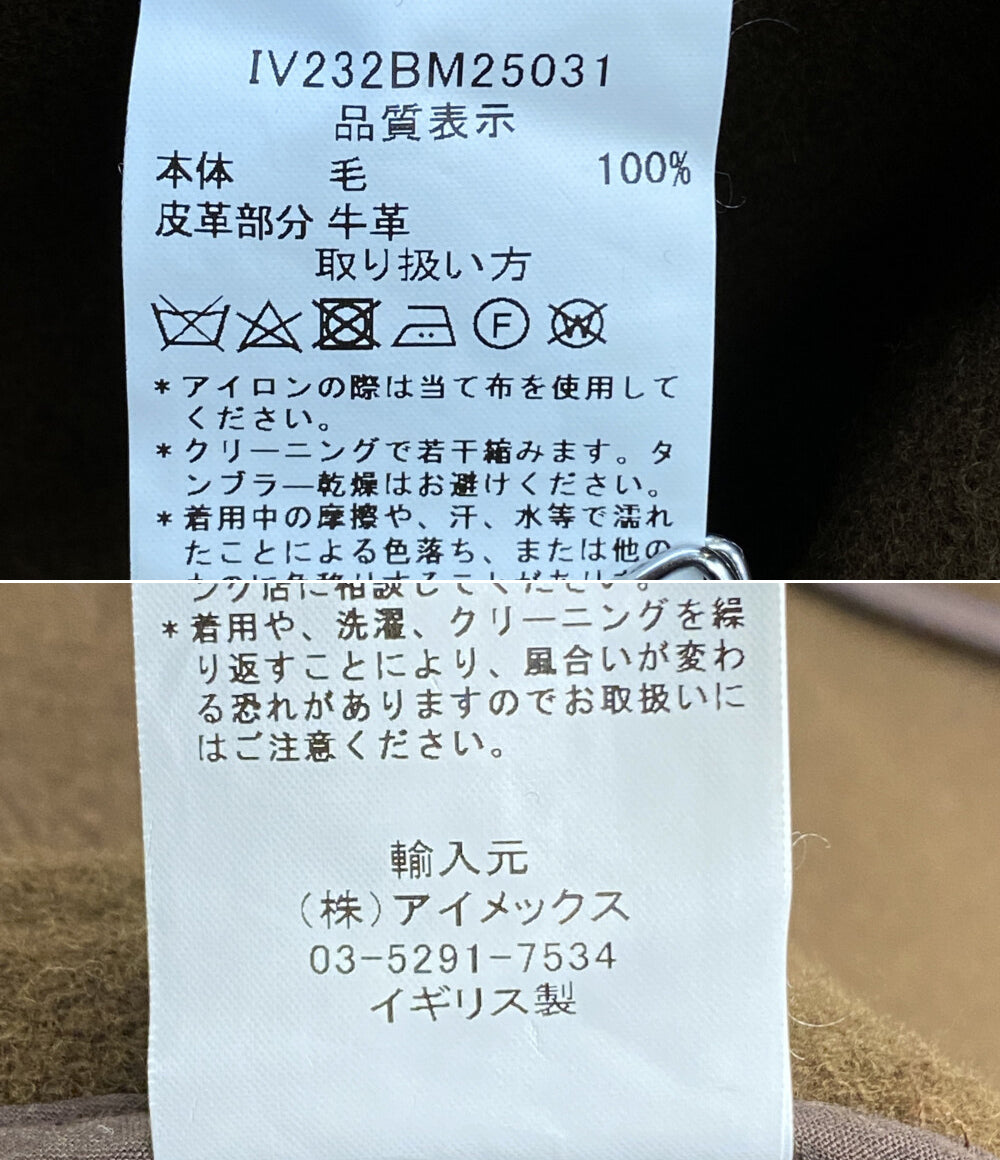 IV232BM25031
品質表示
本体 毛 100%
皮革部分 牛革
取り扱い方
F W
*アイロンの際は当て布を使用して
ください。
*クリーニングで若干縮みます。タ
ンブラー乾燥はお避けください。
*着用中の摩擦や、汗、水等で濡れ
たことによる色落ち、または他の
*着用や、洗濯、クリーニングを繰
り返すことにより、風合いが変わ
る恐れがありますのでお取扱いに
はご注意ください。
輸入元
(株)アイメックス
03-5291-7534
イギリス製